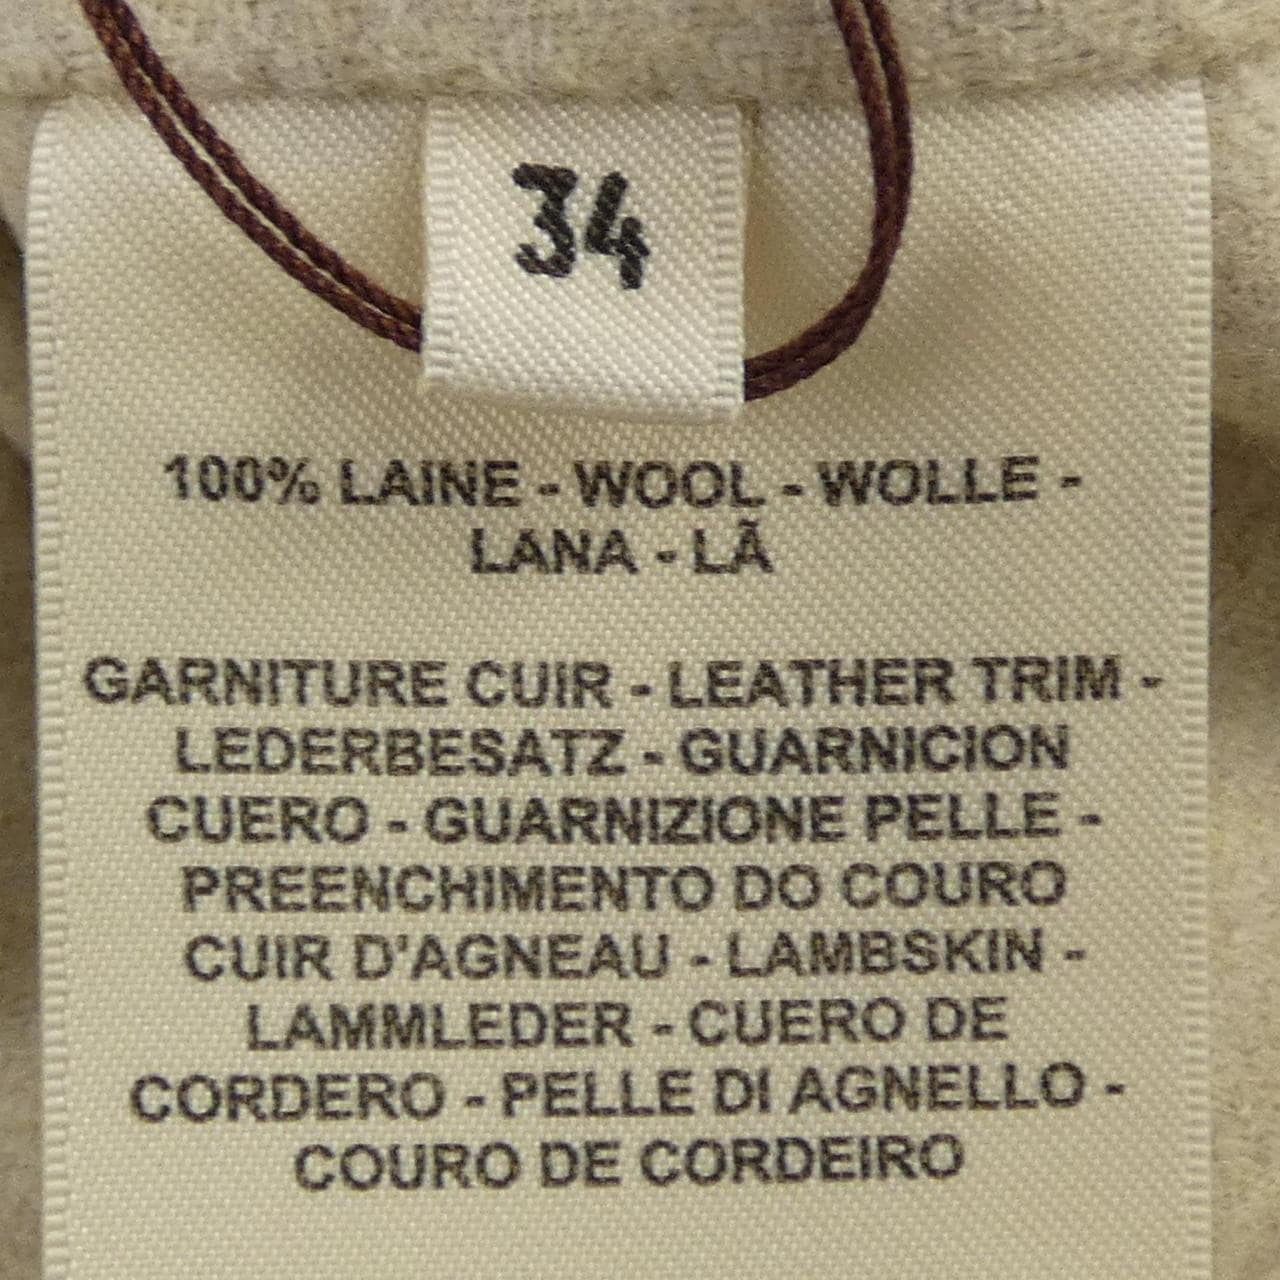 34
100% LAINE - WOOL - WOLLE -
LANA - LÃ
GARNITURE CUIR - LEATHER TRIM -
LEDERBESATZ - GUARNICION
CUERO - GUARNIZIONE PELLE -
PREENCHIMENTO DO COURO
CUIR D'AGNEAU - LAMBSKIN -
LAMMLEDER - CUERO DE
CORDERO - PELLE DI AGNELLO -
COURO DE CORDEIRO